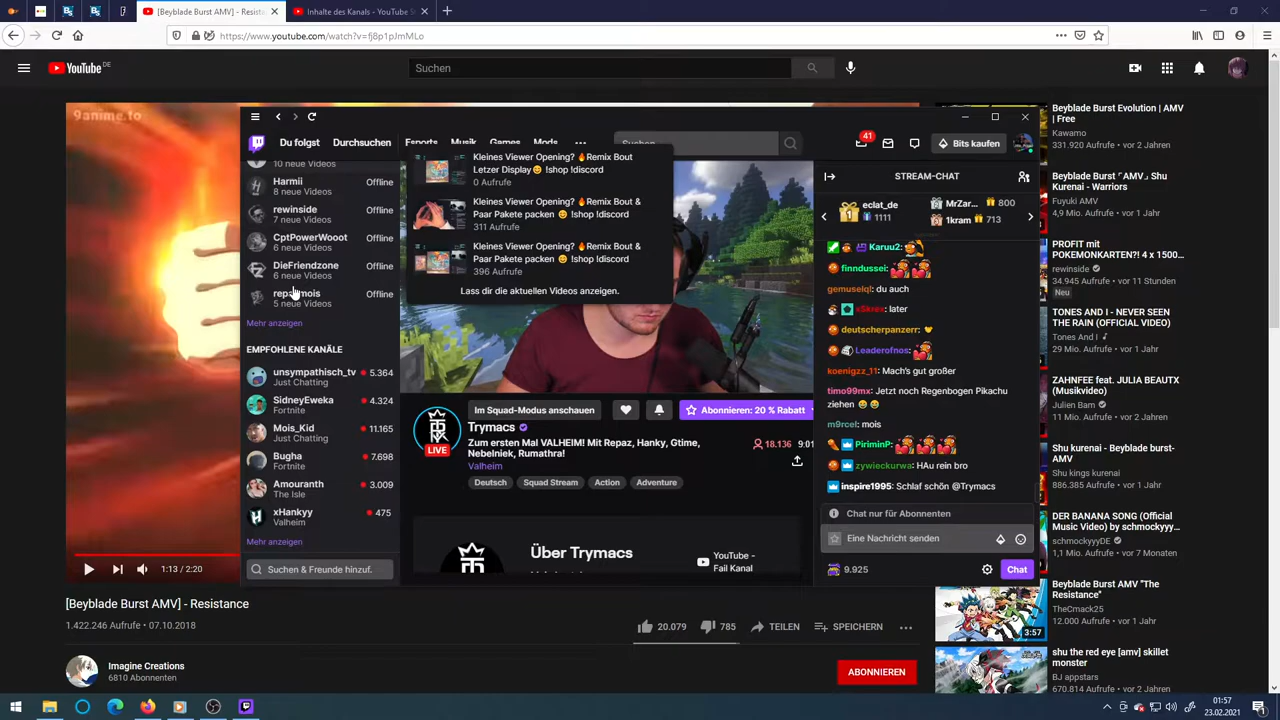 [Beyblade Burst AMV] - Resista
Inhalte des Kanals - YouTube S
https://www.youtube.com/watch?v=fj8p1pJmMLo
YouTube DE
Suchen
9anime.to
Du folgst
Durchsuchen
Esports
Musik
Games
Mods
Suchen
41
Bits kaufen
10 neue Videos
Harmii
Offline
8 neue Videos
rewinside
Offline
7 neue Videos
CptPowerWooot
Offline
6 neue Videos
DieFriendzone
Offline
6 neue Videos
Offline
5 neue Videos
Mehr anzeigen
EMPFOHLENE KANÄLE
unsympathisch_tv
5.364
Just Chatting
SidneyEweka
4.324
Fortnite
Mois_Kid
11.165
Just Chatting
Bugha
7.698
Fortnite
Amouranth
3.009
The Isle
xHankyy
475
Valheim
Mehr anzeigen
Suchen & Freunde hinzuf.
Kleines Viewer Opening? 🔥Remix Bout
Letzer Display😊 !shop !discord
0 Aufrufe
Kleines Viewer Opening? 🔥Remix Bout &
Paar Pakete packen 😊 !shop !discord
311 Aufrufe
Kleines Viewer Opening? 🔥Remix Bout &
Paar Pakete packen 😊 !shop !discord
396 Aufrufe
Lass dir die aktuellen Videos anzeigen.
Im Squad-Modus anschauen
Abonnieren: 20 % Rabatt
LIVE
Trymacs
Zum ersten Mal VALHEIM! Mit Repaz, Hanky, Gtime,
Nebelniek, Rumathra!
18.136
9:01
Valheim
Deutsch
Squad Stream
Action
Adventure
Über Trymacs
YouTube -
Fail Kanal
STREAM-CHAT
eclat_de
1111
MrZar...
800
1kram
713
Karuu2:
finndussei:
gemuselql: du auch
xSkrex: later
deutscherpanzerr:
Leaderofnos:
koenigzz_11: Mach's gut großer
timo99mx: Jetzt noch Regenbogen Pikachu
ziehen 😂 😂
m9rcel: mois
PiriminP:
zywieckurwa: HAu rein bro
inspire1995: Schlaf schön @Trymacs
Chat nur für Abonnenten
Eine Nachricht senden
9.925
Chat
1:13 / 2:20
[Beyblade Burst AMV] - Resistance
1.422.246 Aufrufe • 07.10.2018
20.079
785
TEILEN
SPEICHERN
Imagine Creations
6810 Abonnenten
ABONNIEREN
Beyblade Burst Evolution | AMV
| Free
Kawamo
331.920 Aufrufe • vor 2 Jahren
Beyblade Burst「AMV」Shu
Kurenai - Warriors
Fuyuki AMV
4,9 Mio. Aufrufe • vor 1 Jahr
PROFIT mit
POKEMONKARTEN?! 4 x 1500...
rewinside
34.945 Aufrufe • vor 11 Stunden
Neu
TONES AND I - NEVER SEEN
THE RAIN (OFFICIAL VIDEO)
Tones And I
29 Mio. Aufrufe • vor 1 Jahr
ZAHNFEE feat. JULIA BEAUTX
(Musikvideo)
Julien Bam
11 Mio. Aufrufe • vor 2 Jahren
Shu kurenai - Beyblade burst-
AMV
Shu kings kurenai
886.385 Aufrufe • vor 1 Jahr
DER BANANA SONG (Official
Music Video) by schmockyyy...
schmockyyyDE
1,1 Mio. Aufrufe • vor 7 Monaten
Beyblade Burst AMV "The
Resistance"
TheCmack25
12.000 Aufrufe • vor 1 Jahr
3:57
shu the red eye [amv] skillet
monster
BJ appstars
670.814 Aufrufe • vor 2 Jahren
01:57
23.02.2021